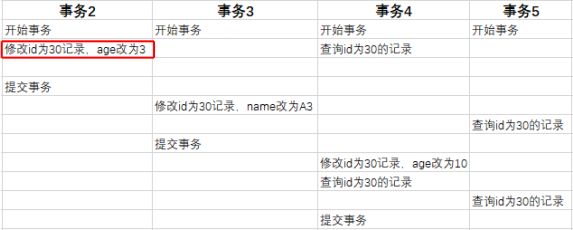 事务2 事务3 事务4 事务5
开始事务 开始事务 开始事务 开始事务
修改id为30记录，age改为3 查询id为30的记录
提交事务
修改id为30记录，name改为A3
查询id为30的记录
提交事务
修改id为30记录，age改为10
查询id为30的记录
查询id为30的记录
提交事务